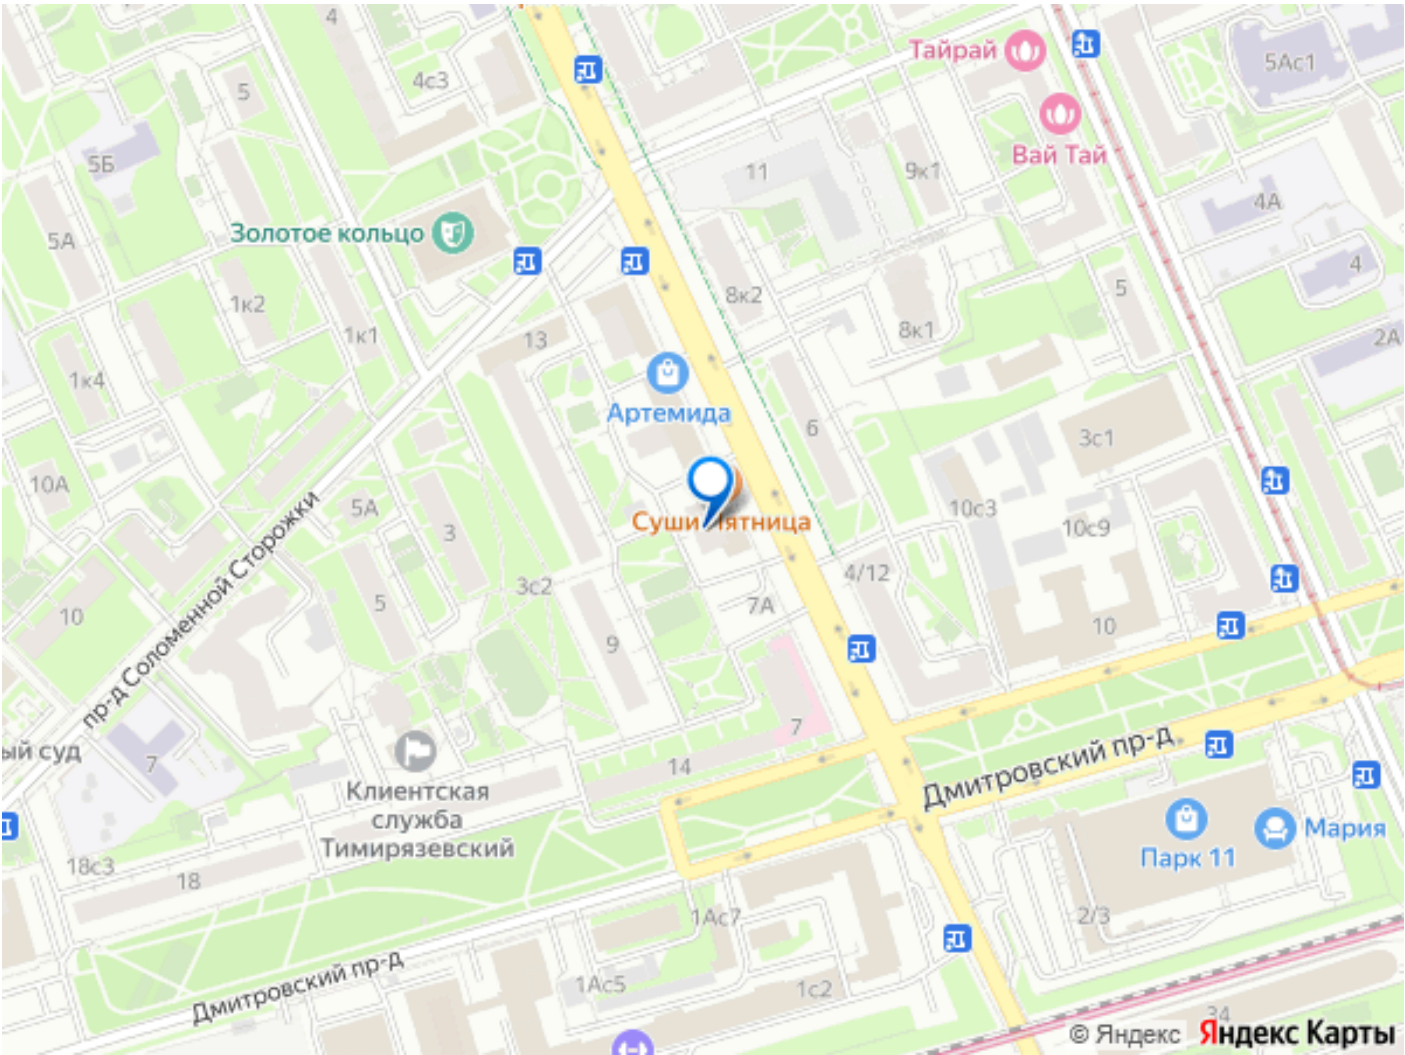 4
4с3
Тайрай
5Ас1
5
Вай Тай
5Б
11
9к1
4А
5А
Золотое кольцо
4
1к2
8к2
5
1к1
13
8к1
2А
1к4
Артемида
6
3с1
10А
5А
3
Суши Пятница
10с3
10с9
пр-д Соломенной Сторожки
3с2
4/12
10
5
7А
10
9
7
ый суд
7
14
Дмитровский пр-д
Клиентская
служба
Тимирязевский
Парк 11
Мария
18с3
18
1Ас7
2/3
Дмитровский пр-д
1Ас5
1с2
34
© Яндекс Яндекс Карты